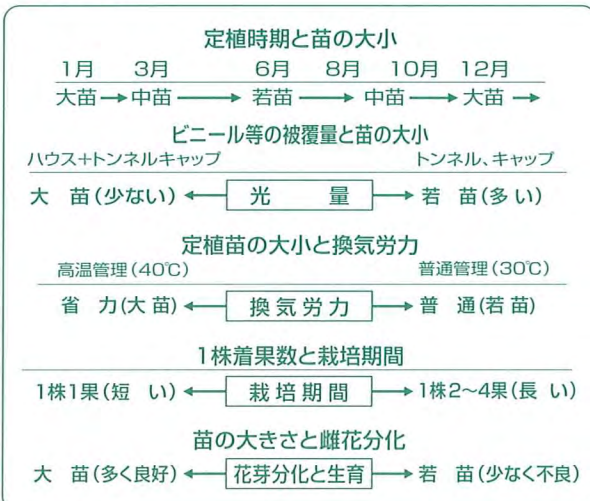 定植時期と苗の大小
1月 3月 6月 8月 10月 12月
大苗→中苗→若苗→中苗→大苗→
ビニール等の被覆量と苗の大小
ハウス+トンネルキャップ トンネル、キャップ
大 苗(少ない)←光 量→若 苗(多い)
定植苗の大小と換気労力
高温管理(40℃) 普通管理(30℃)
省 力(大苗)←換気労力→普 通(若苗)
1株着果数と栽培期間
1株1果(短 い)←栽培期間→1株2〜4果(長 い)
苗の大きさと雌花分化
大 苗(多く良好)←花芽分化と生育→若 苗(少なく不良)